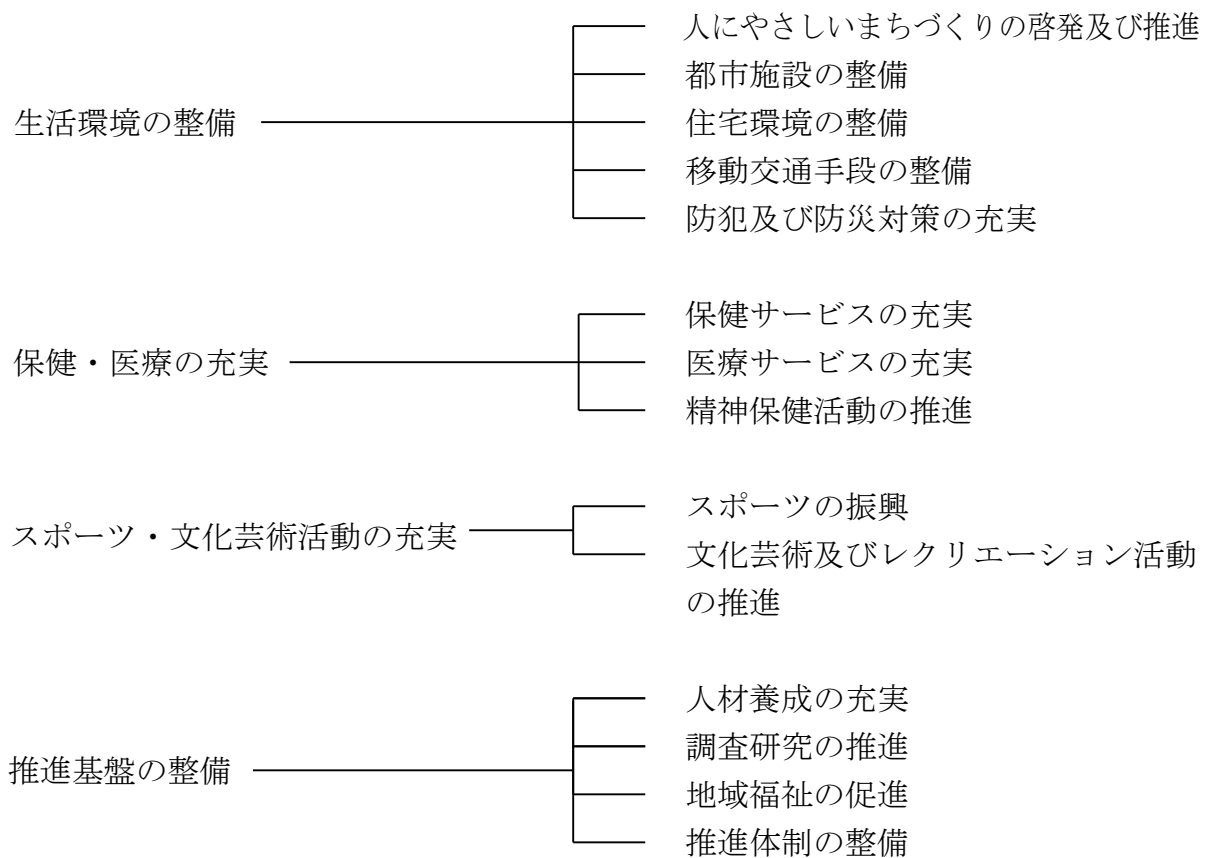 生活環境の整備
人にやさしいまちづくりの啓発及び推進
都市施設の整備
住宅環境の整備
移動交通手段の整備
防犯及び防災対策の充実
保健・医療の充実
保健サービスの充実
医療サービスの充実
精神保健活動の推進
スポーツ・文化芸術活動の充実
スポーツの振興
文化芸術及びレクリエーション活動
の推進
推進基盤の整備
人材養成の充実
調査研究の推進
地域福祉の促進
推進体制の整備